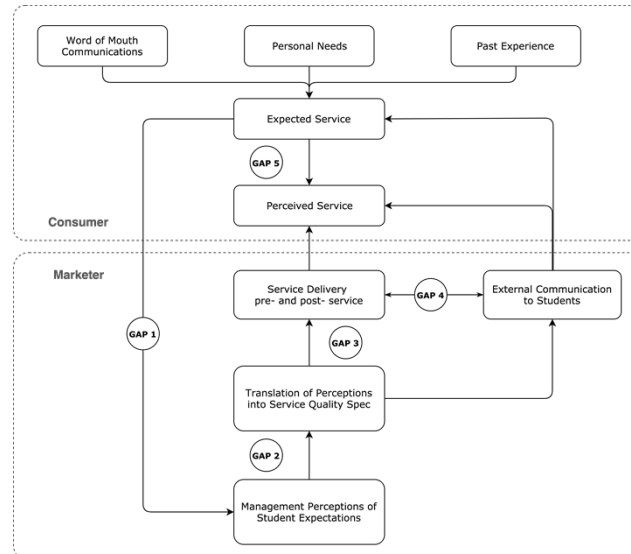 Word of Mouth
Communications
Personal Needs
Past Experience
Expected Service
GAP 5
Perceived Service
Consumer
Marketer
Service Delivery
pre- and post- service
GAP 4
External Communication
to Students
GAP 1
GAP 3
Translation of Perceptions
into Service Quality Spec
GAP 2
Management Perceptions of
Student Expectations